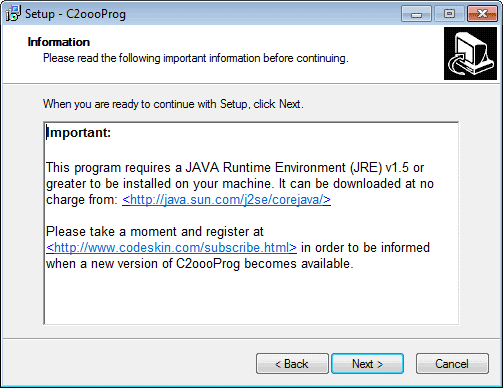 Setup - C2oooProg
Information
Please read the following important information before continuing.
When you are ready to continue with Setup, click Next.
Important:
This program requires a JAVA Runtime Environment (JRE) v1.5 or
greater to be installed on your machine. It can be downloaded at no
charge from: <http://java.sun.com/j2se/corejava/>
Please take a moment and register at
<http://www.codeskin.com/subscribe.html> in order to be informed
when a new version of C2oooProg becomes available.
< Back
Next >
Cancel